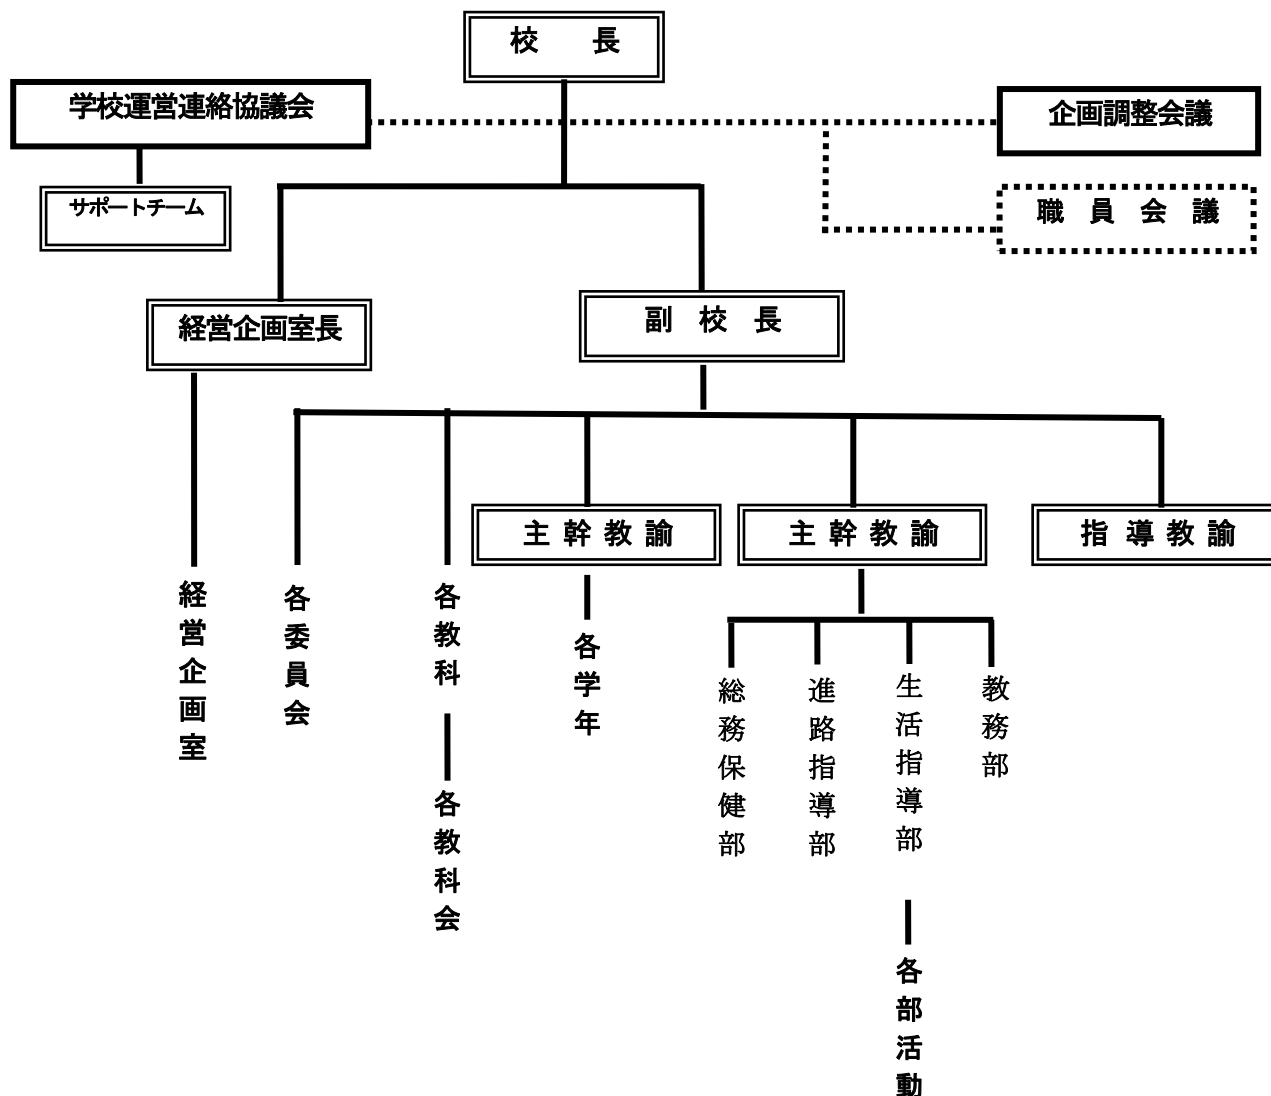 校　長
学校運営連絡協議会
企画調整会議
サポートチーム
職員会議
経営企画室長
副校長
主幹教諭
主幹教諭
指導教諭
経営企画室
各委員会
各教科
各教科会
各学年
総務保健部
進路指導部
生活指導部
各部活動
教務部